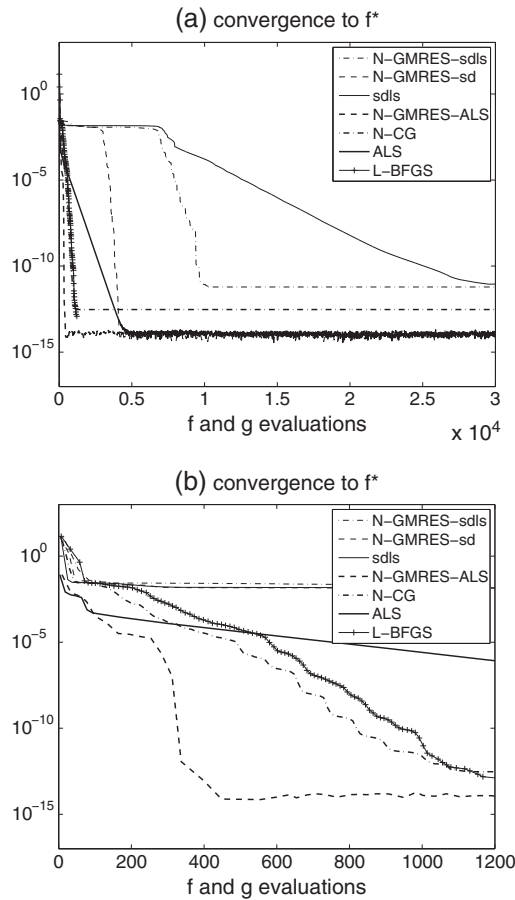 (a) convergence to f*
N-GMRES-sdls
N-GMRES-sd
sdls
N-GMRES-ALS
N-CG
ALS
L-BFGS
10^0
10^-5
10^-10
10^-15
0 0.5 1 1.5 2 2.5 3
x 10^4
f and g evaluations
(b) convergence to f*
N-GMRES-sdls
N-GMRES-sd
sdls
N-GMRES-ALS
N-CG
ALS
L-BFGS
10^0
10^-5
10^-10
10^-15
0 200 400 600 800 1000 1200
f and g evaluations